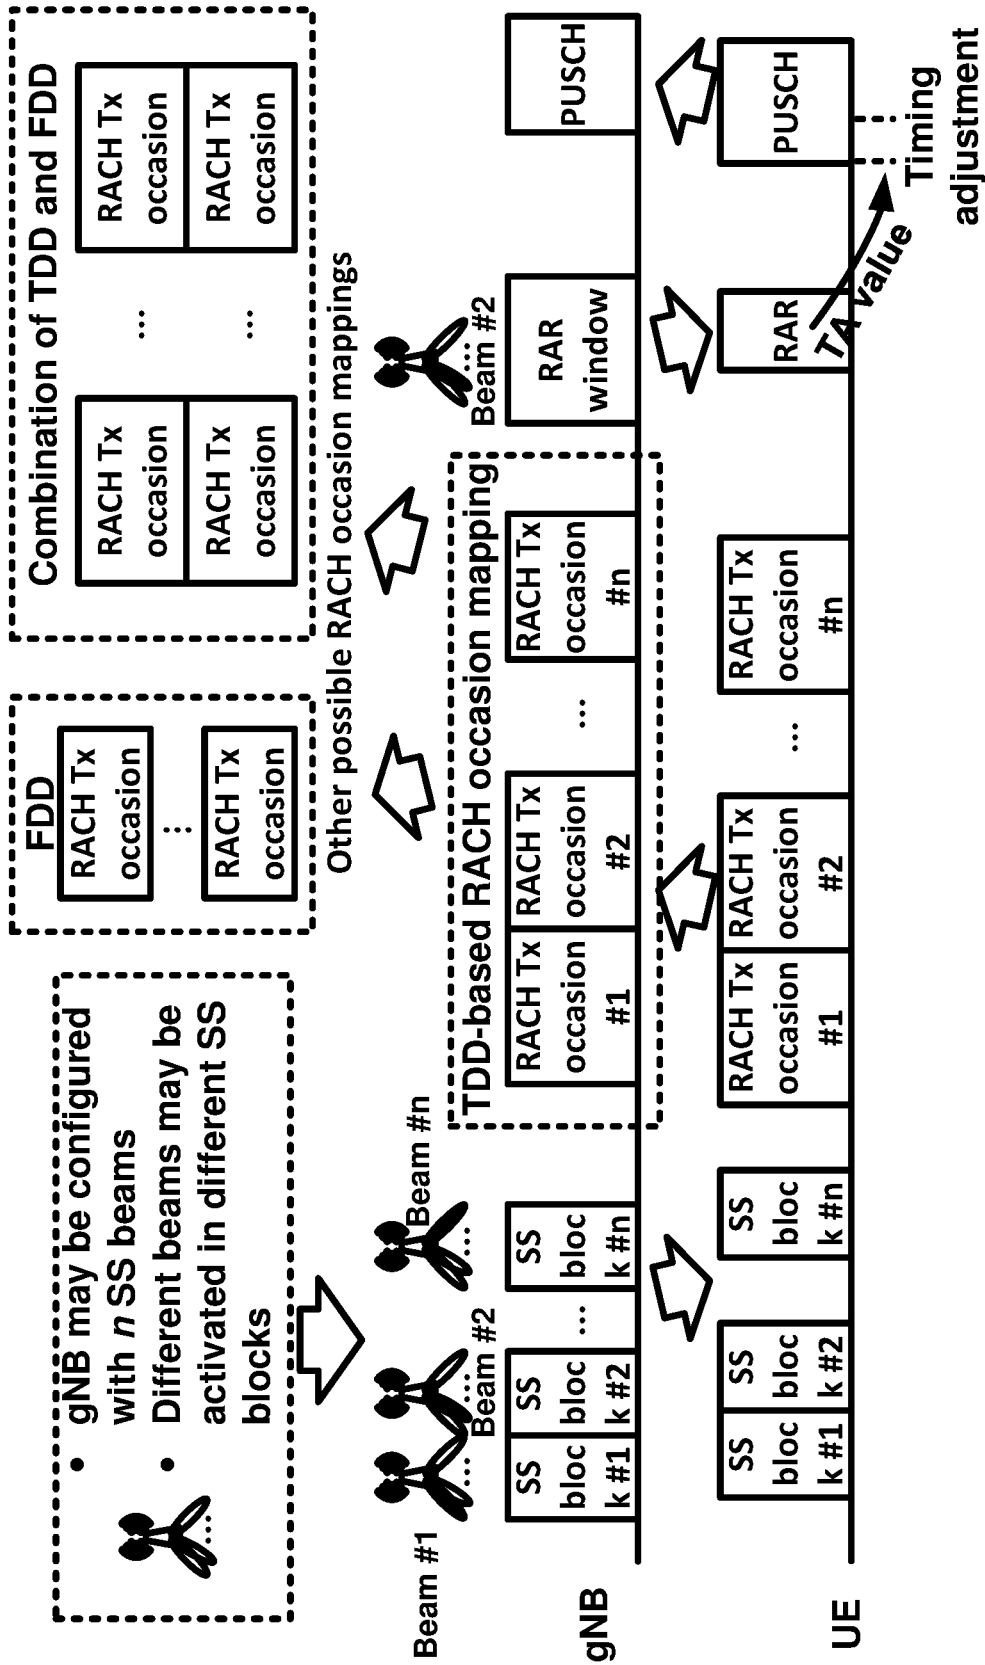 • gNB may be configured
with n SS beams
• Different beams may be
activated in different SS
blocks
FDD
RACH Tx
occasion
...
RACH Tx
occasion
Combination of TDD and FDD
RACH Tx
occasion
RACH Tx
occasion
...
...
RACH Tx
occasion
RACH Tx
occasion
Other possible RACH occasion mappings
Beam #1
...
Beam #2
...
Beam #n
...
TDD-based RACH occasion mapping
Beam #2
...
gNB
SS
bloc
k #1
SS
bloc
k #2
...
SS
bloc
k #n
RACH Tx
occasion
#1
RACH Tx
occasion
#2
...
RACH Tx
occasion
#n
RAR
window
PUSCH
UE
SS
bloc
k #1
SS
bloc
k #2
SS
bloc
k #n
RACH Tx
occasion
#1
RACH Tx
occasion
#2
...
RACH Tx
occasion
#n
RAR
TA value
PUSCH
Timing
adjustment